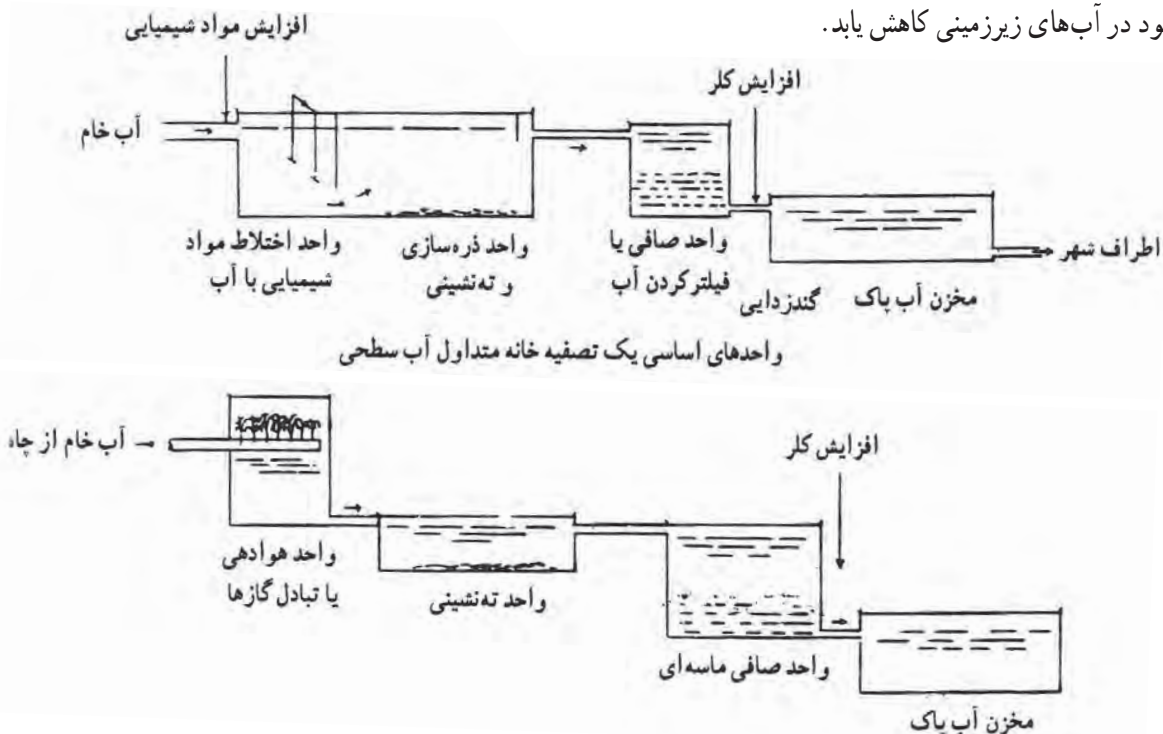 ود در آب‌های زیرزمینی کاهش یابد.
افزایش مواد شیمیایی
افزایش کلر
آب خام
واحد اختلاط مواد
شیمیایی با آب
واحد ذره‌سازی
و ته‌نشینی
واحد صافی یا
فیلتر کردن آب
گندزدایی
مخزن آب پاک
اطراف شهر
واحدهای اساسی یک تصفیه خانه متداول آب سطحی
آب خام از چاه
افزایش کلر
واحد هوادهی
یا تبادل گازها
واحد ته‌نشینی
واحد صافی ماسه‌ای
مخزن آب پاک